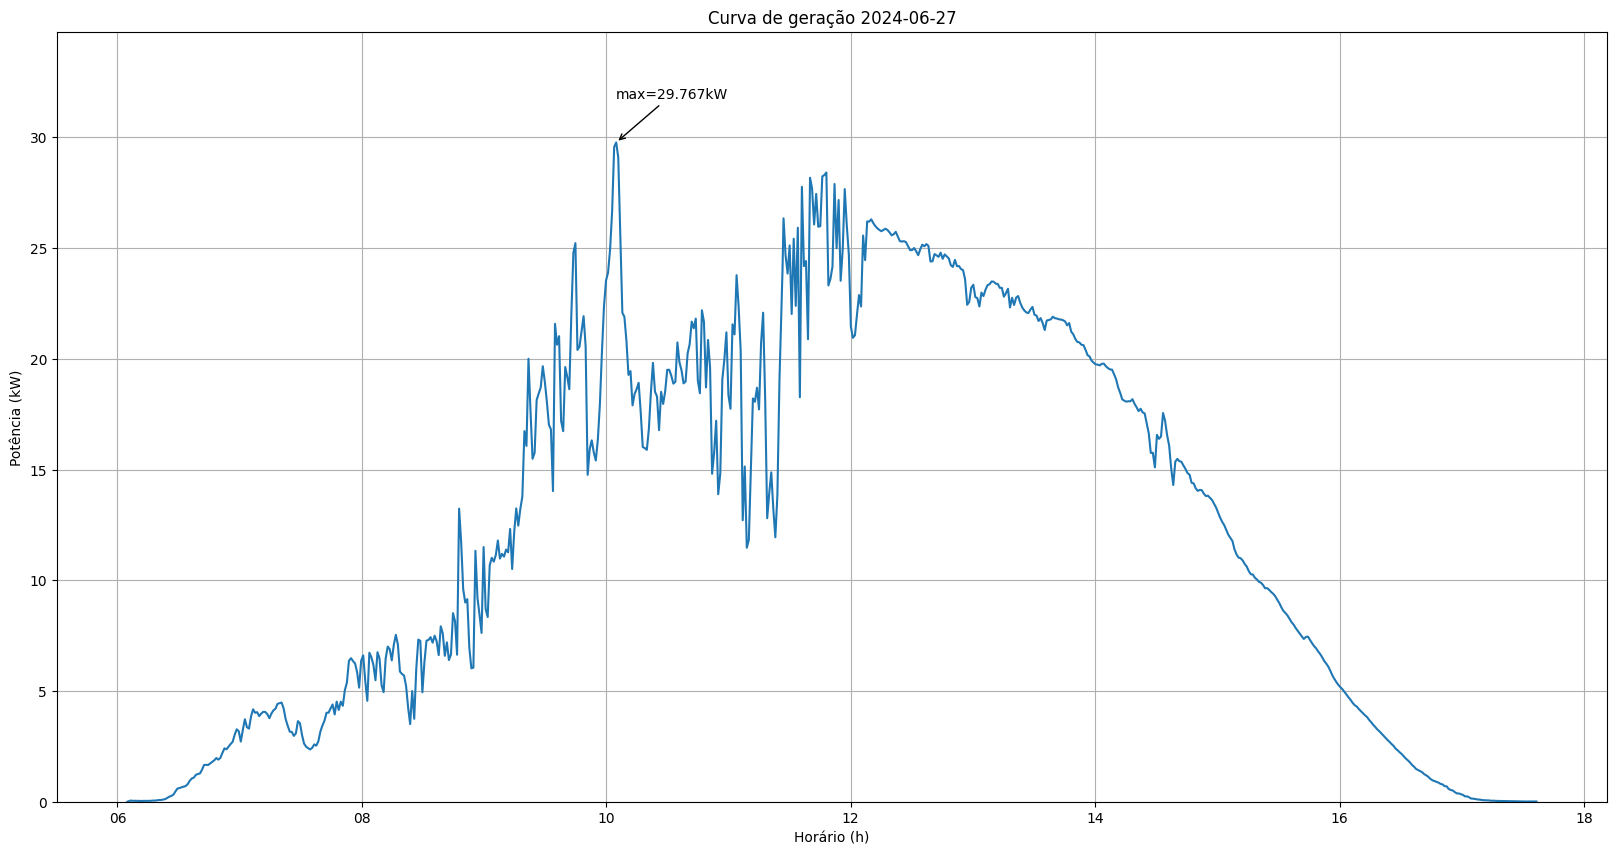 Curva de geração 2024-06-27
max=29.767kW
30
25
20
15
10
5
0
Potência (kW)
06 08 10 12 14 16 18
Horário (h)